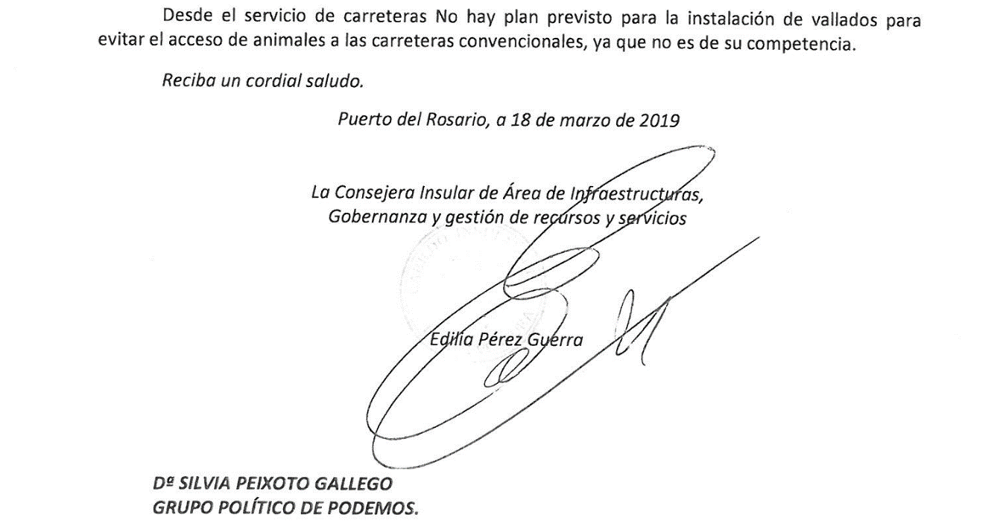 Desde el servicio de carreteras No hay plan previsto para la instalación de vallados para
evitar el acceso de animales a las carreteras convencionales, ya que no es de su competencia.
Reciba un cordial saludo.
Puerto del Rosario, a 18 de marzo de 2019
La Consejera Insular de Área de Infraestructuras,
Gobernanza y gestión de recursos y servicios
Edilia Pérez Guerra
Dª SILVIA PEIXOTO GALLEGO
GRUPO POLÍTICO DE PODEMOS.